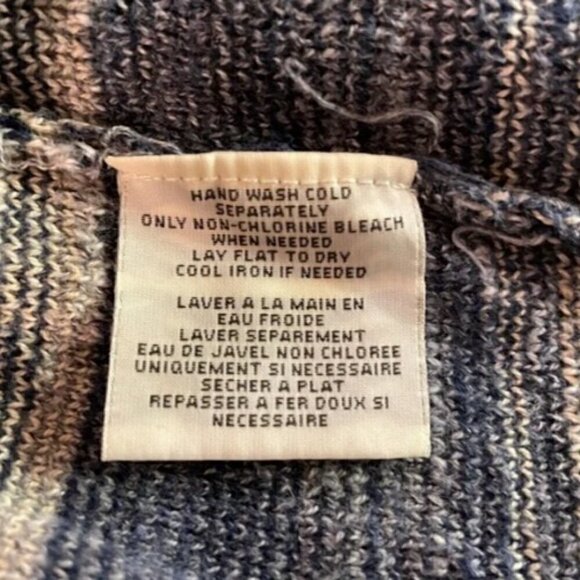 HAND WASH COLD
SEPARATELY
ONLY NON-CHLORINE BLEACH
WHEN NEEDED
LAY FLAT TO DRY
COOL IRON IF NEEDED
LAVER A LA MAIN EN
EAU FROIDE
LAVER SEPAREMENT
EAU DE JAVEL NON CHLOREE
UNIQUEMENT SI NECESSAIRE
SECHER A PLAT
REPASSER A FER DOUX SI
NECESSAIRE